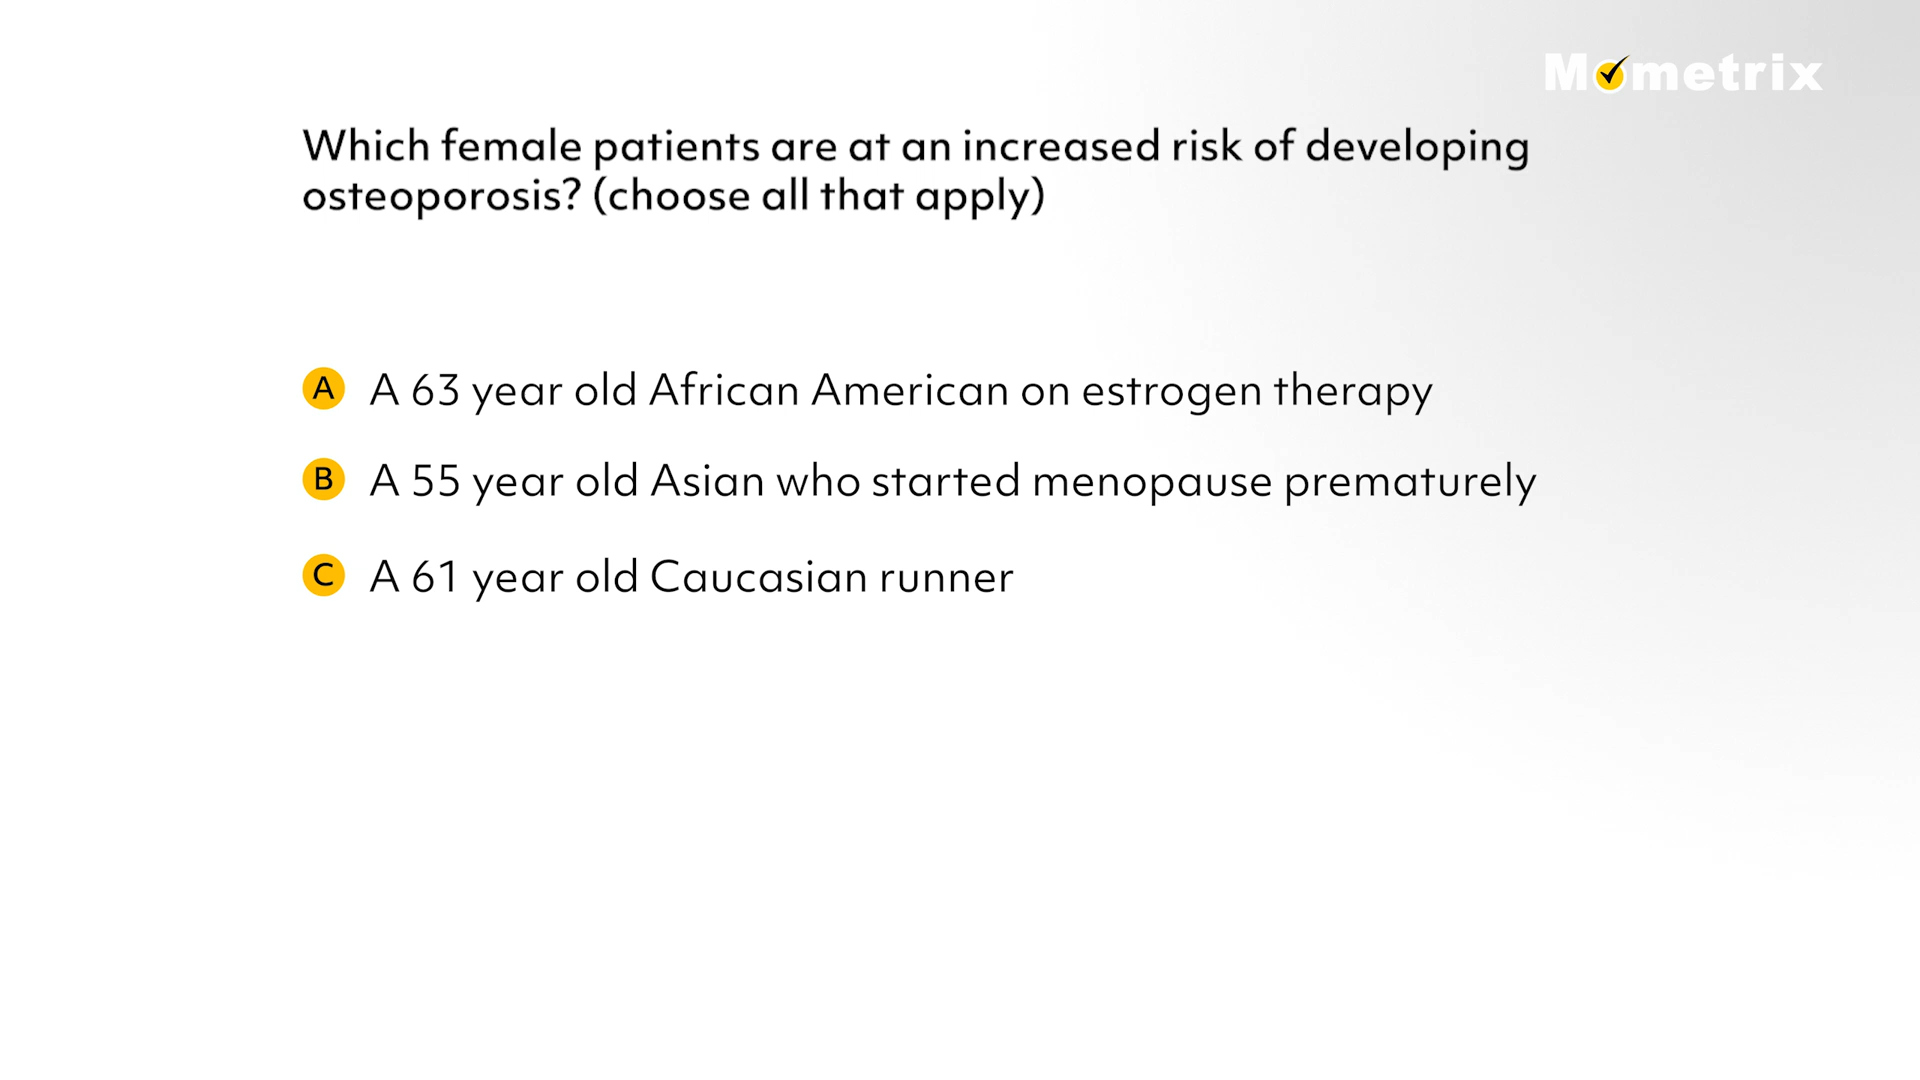 Mometrix
Which female patients are at an increased risk of developing
osteoporosis? (choose all that apply)
A A 63 year old African American on estrogen therapy
B A 55 year old Asian who started menopause prematurely
C A 61 year old Caucasian runner